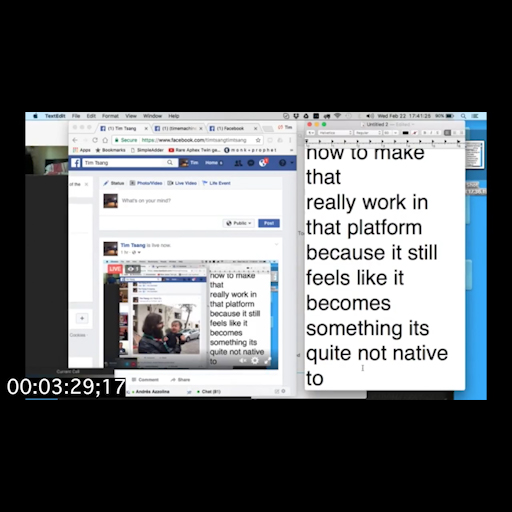 TextEdit File Edit Format View Window Help
Wed Feb 22 17:41:25 90%
(1) Tim Tsang
(1) Facebook
Tim
Untitled 2
Secure https://www.facebook.com/timtsangtimtsang
Apps Bookmarks SimpleAdder
Tim Tsang
Tim Home
Status Photo/Video Live Video Life Event
What's on your mind?
Public Post
Tim Tsang is live now.
LIVE
how to make
that
really work in
that platform
because it still
feels like it
becomes
something its
quite not native
to
Comment Share
Andrés Azzolina Chat (81)
how to make
that
really work in
that platform
because it still
feels like it
becomes
something its
quite not native
to
00:03:29;17